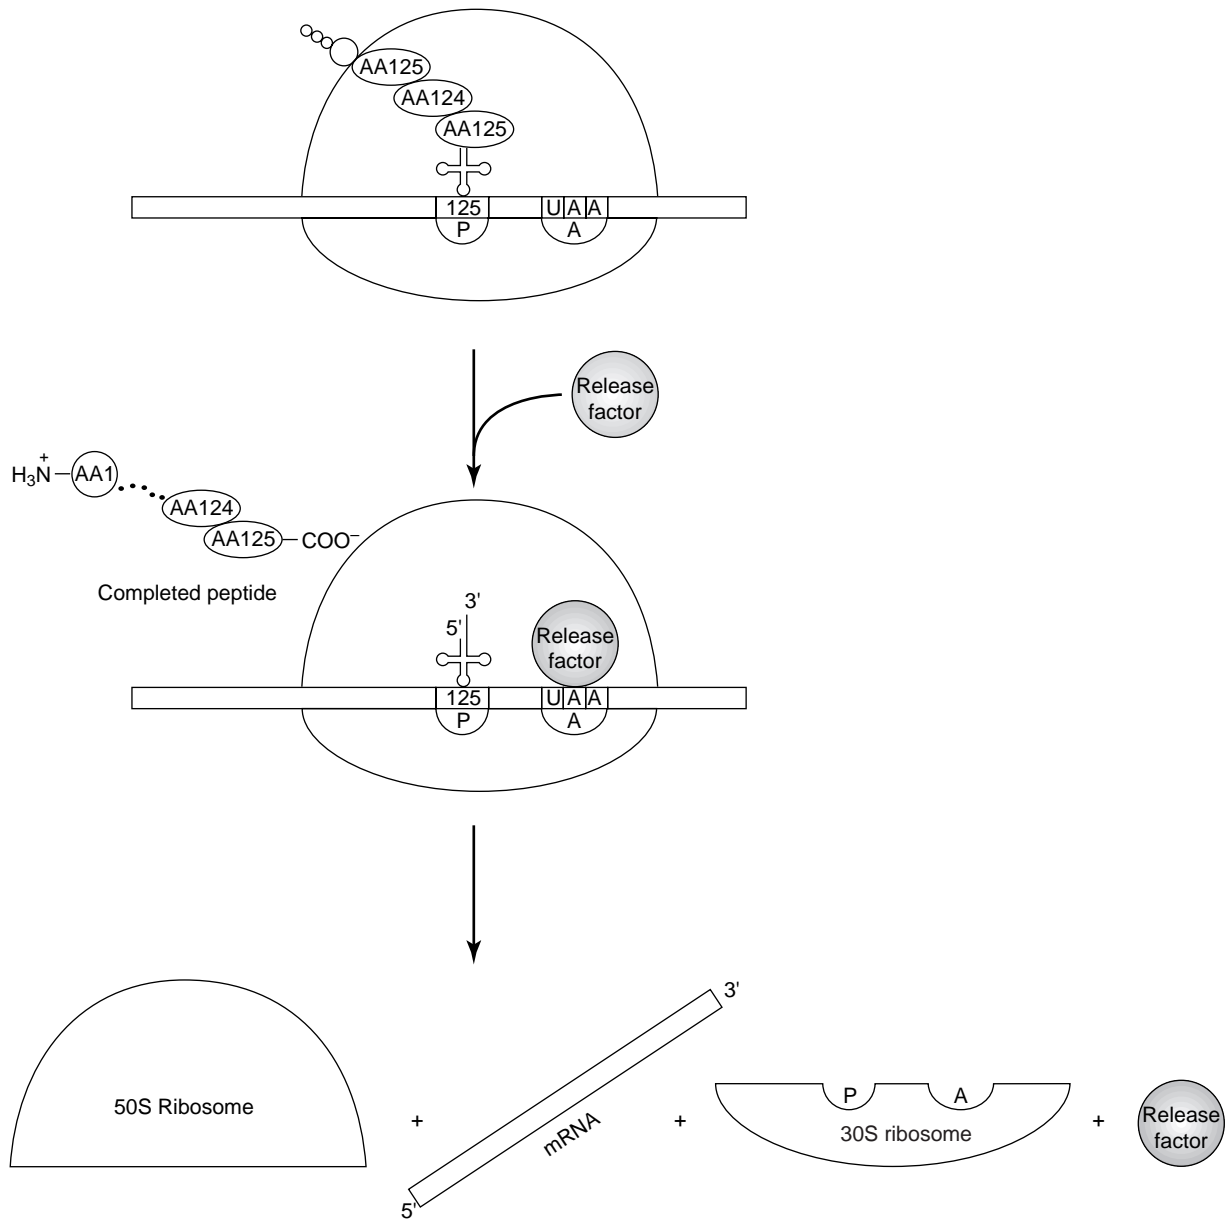 AA125
AA124
AA125
125
U A A
P
A
Release
factor
H₃N⁺ AA1
AA124
AA125 COO⁻
Completed peptide
3'
5'
Release
factor
125
U A A
P
A
3'
50S Ribosome
+
mRNA
5'
+
P
A
30S ribosome
+
Release
factor